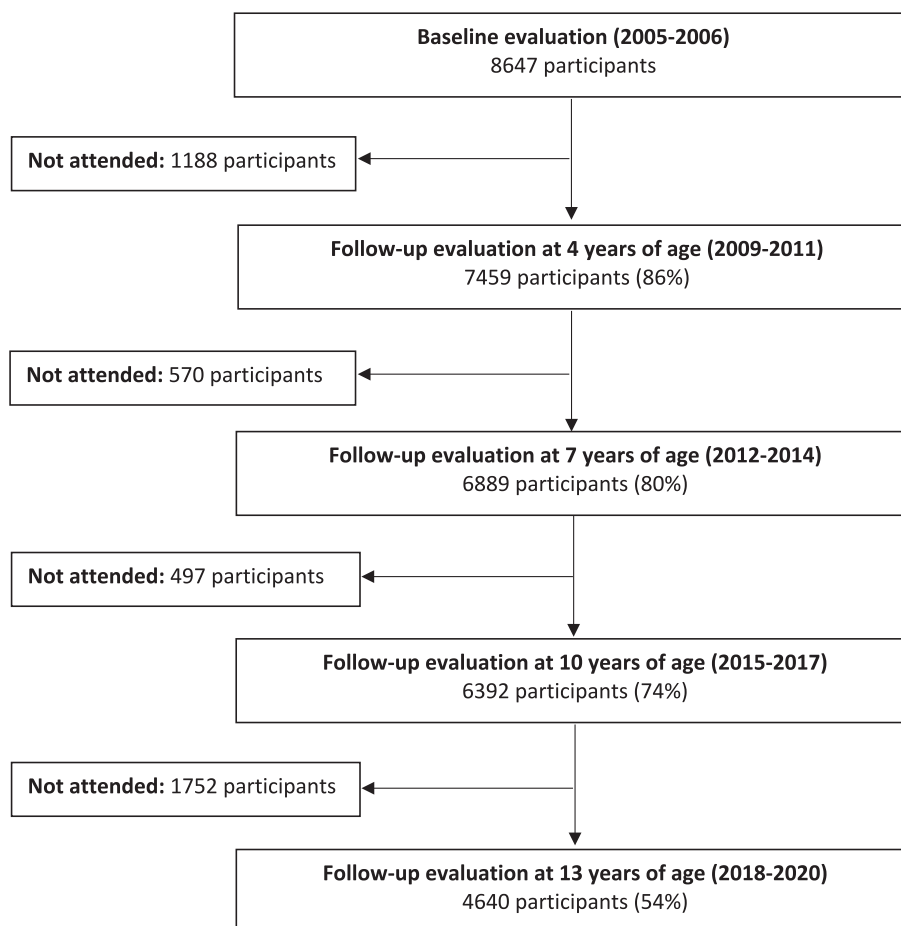 Baseline evaluation (2005-2006)
8647 participants
Not attended: 1188 participants
Follow-up evaluation at 4 years of age (2009-2011)
7459 participants (86%)
Not attended: 570 participants
Follow-up evaluation at 7 years of age (2012-2014)
6889 participants (80%)
Not attended: 497 participants
Follow-up evaluation at 10 years of age (2015-2017)
6392 participants (74%)
Not attended: 1752 participants
Follow-up evaluation at 13 years of age (2018-2020)
4640 participants (54%)